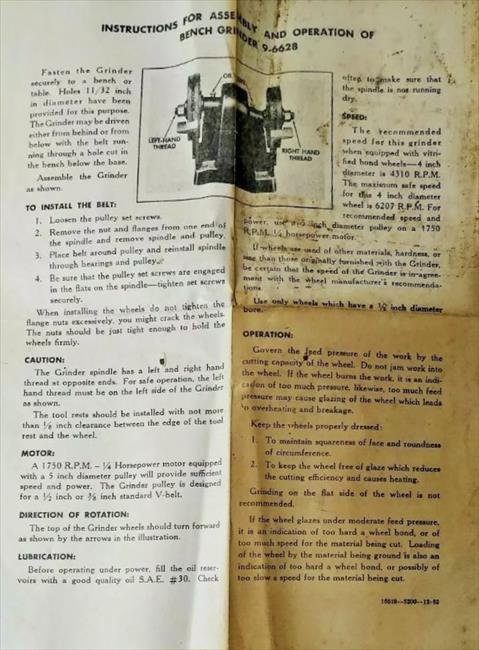 INSTRUCTIONS FOR ASSEMBLY AND OPERATION OF
BENCH GRINDER 9-6628
Fasten the Grinder
securely to a bench or
table. Holes 11/32 inch
in diameter have been
provided for this purpose.
The Grinder may be driven
either from behind or from
below with the belt run-
ning through a hole cut in
the bench below the base.
Assemble the Grinder
as shown.
OIL
LEFT-HAND
THREAD
RIGHT HAND
THREAD
TO INSTALL THE BELT:
1. Loosen the pulley set screws.
2. Remove the nut and flanges from one end of
the spindle and remove spindle and pulley.
3. Place belt around pulley and reinstall spindle
through bearings and pulley.
4. Be sure that the pulley set screws are engaged
in the flats on the spindle—tighten set screws
securely.
When installing the wheels do not tighten the
flange nuts excessively, you might crack the wheels.
The nuts should be just tight enough to hold the
wheels firmly.
CAUTION:
The Grinder spindle has a left and right hand
thread at opposite ends. For safe operation, the left
hand thread must be on the left side of the Grinder
as shown.
The tool rests should be installed with not more
than 1/8 inch clearance between the edge of the tool
rest and the wheel.
MOTOR:
A 1750 R.P.M. – 1/4 Horsepower motor equipped
with a 5 inch diameter pulley will provide sufficient
speed and power. The Grinder pulley is designed
for a 1/2 inch or 3/8 inch standard V-belt.
DIRECTION OF ROTATION:
The top of the Grinder wheels should turn forward
as shown by the arrows in the illustration.
LUBRICATION:
Before operating under power, fill the oil reser-
voirs with a good quality oil S.A.E. #30. Check
often to make sure that
the spindle is not running
dry.
SPEED:
The recommended
speed for this grinder
when equipped with vitri-
fied bond wheels—4 inch
diameter is 4310 R.P.M.
The maximum safe speed
for this 4 inch diameter
wheel is 6207 R.P.M. For
recommended speed and
power, use inch diameter pulley on a 1750
R.P.M. 1/4 horsepower motor.
If wheels are used of other materials, hardness, or
size than those originally furnished with the Grinder,
be certain that the speed of the Grinder is in agree-
ment with the wheel manufacturer's recommenda-
tions.
Use only wheels which have a 1/2 inch diameter
bore.
OPERATION:
Govern the feed pressure of the work by the
cutting capacity of the wheel. Do not jam work into
the wheel. If the wheel burns the work, it is an indi-
cation of too much pressure, likewise, too much feed
pressure may cause glazing of the wheel which leads
to overheating and breakage.
Keep the wheels properly dressed:
1. To maintain squareness of face and roundness
of circumference.
2. To keep the wheel free of glaze which reduces
the cutting efficiency and causes heating.
Grinding on the flat side of the wheel is not
recommended.
If the wheel glazes under moderate feed pressure,
it is an indication of too hard a wheel bond, or of
too much speed for the material being cut. Loading
of the wheel by the material being ground is also an
indication of too hard a wheel bond, or possibly of
too slow a speed for the material being cut.
15519--5200--12-52